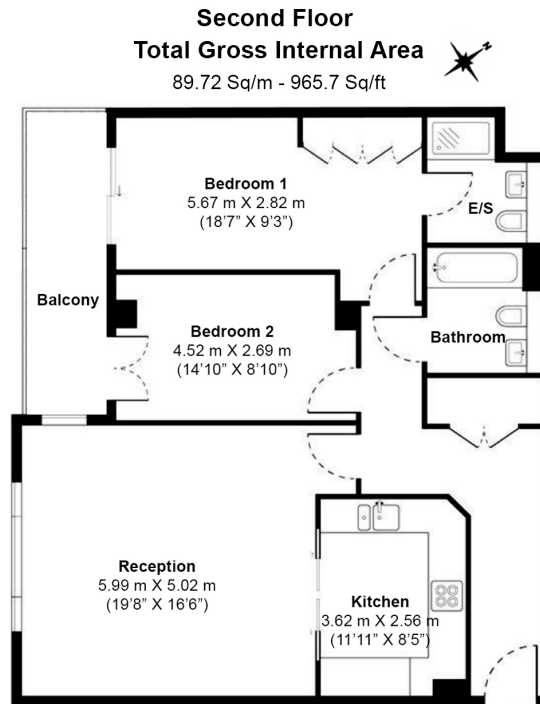 Second Floor
Total Gross Internal Area
89.72 Sq/m - 965.7 Sq/ft
N
Bedroom 1
5.67 m X 2.82 m
(18'7" X 9'3")
E/S
Balcony
Bedroom 2
4.52 m X 2.69 m
(14'10" X 8'10")
Bathroom
Reception
5.99 m X 5.02 m
(19'8" X 16'6")
Kitchen
3.62 m X 2.56 m
(11'11" X 8'5")